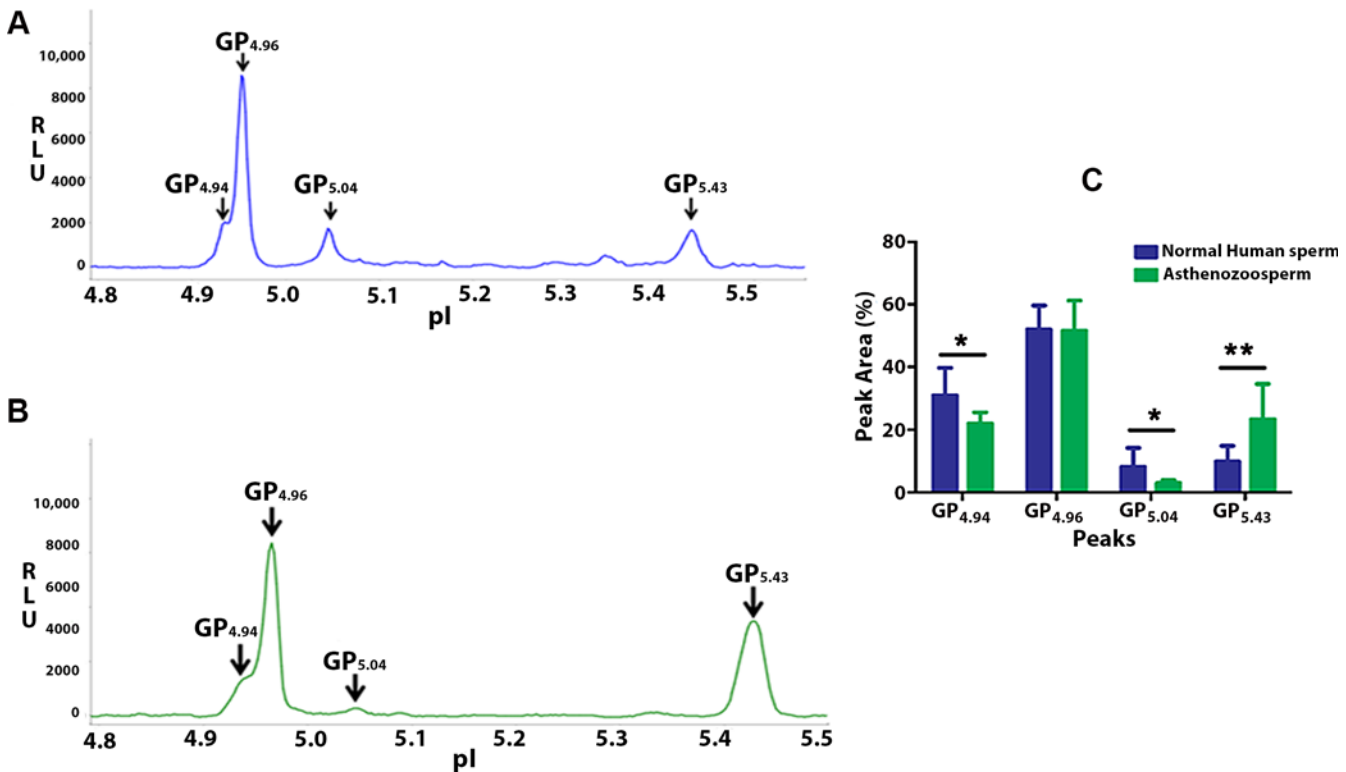 A
GP4.96
10,000
8000
6000
4000
2000
0
R
L
U
GP4.94
GP5.04
GP5.43
4.8 4.9 5.0 5.1 5.2 5.3 5.4 5.5
pI
B
GP4.96
10,000
8000
6000
4000
2000
0
R
L
U
GP4.94
GP5.04
GP5.43
4.8 4.9 5.0 5.1 5.2 5.3 5.4 5.5
pI
C
Normal Human sperm
Asthenozoosperm
80
60
40
20
0
Peak Area (%)
*
*
**
GP4.94 GP4.96 GP5.04 GP5.43
Peaks